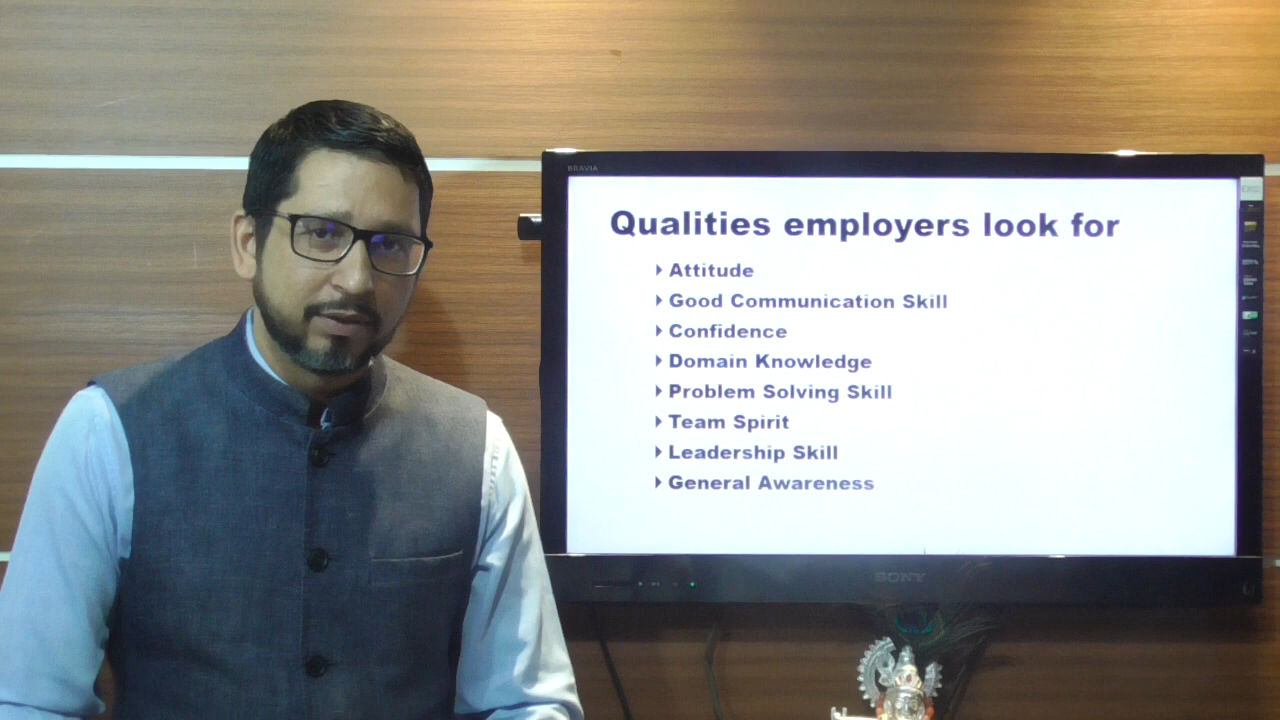 BRAVIA
Qualities employers look for
Attitude
Good Communication Skill
Confidence
Domain Knowledge
Problem Solving Skill
Team Spirit
Leadership Skill
General Awareness
SONY